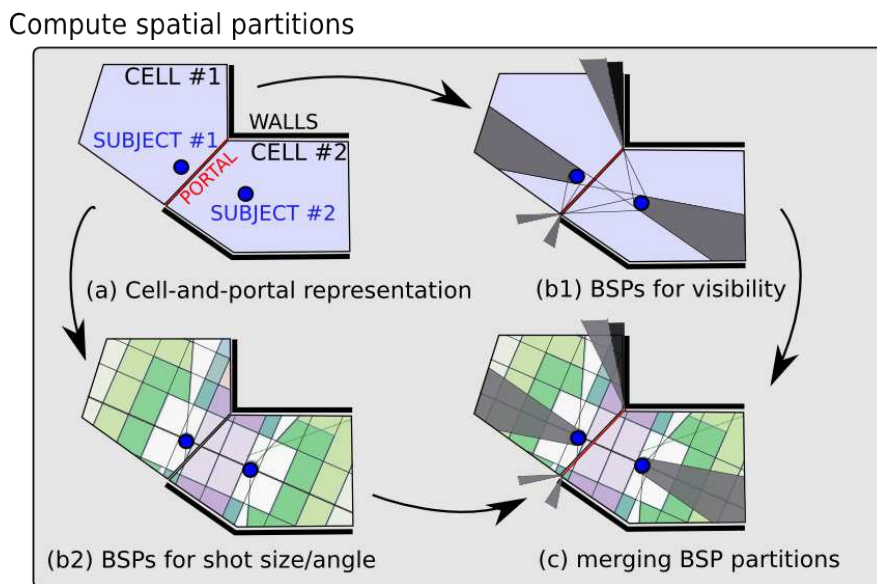 Compute spatial partitions
CELL #1
WALLS
SUBJECT #1
CELL #2
PORTAL
SUBJECT #2
(a) Cell-and-portal representation
(b1) BSPs for visibility
(b2) BSPs for shot size/angle
(c) merging BSP partitions